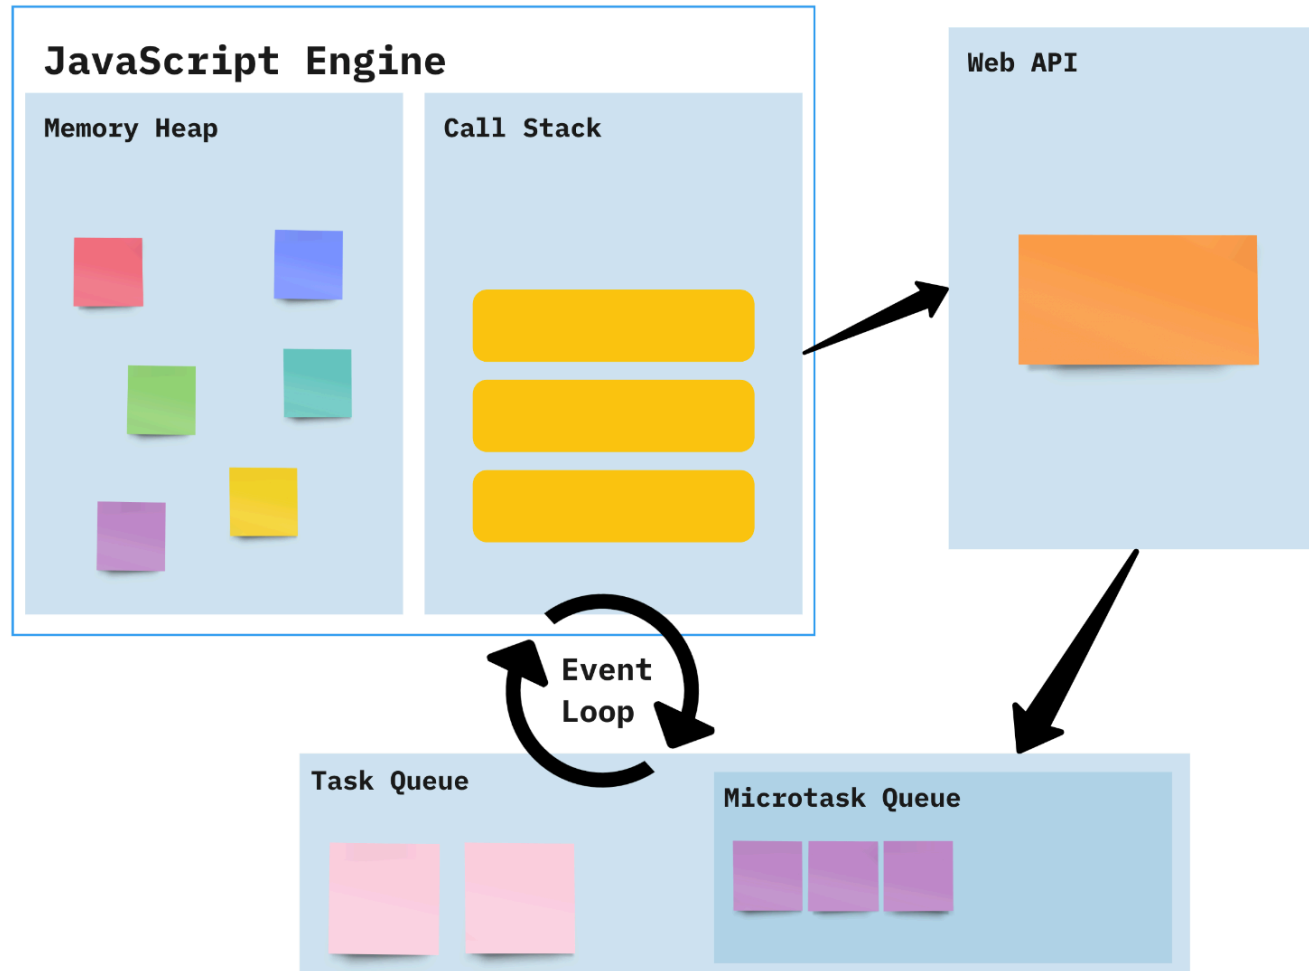 JavaScript Engine
Memory Heap
Call Stack
Web API
Event
Loop
Task Queue
Microtask Queue